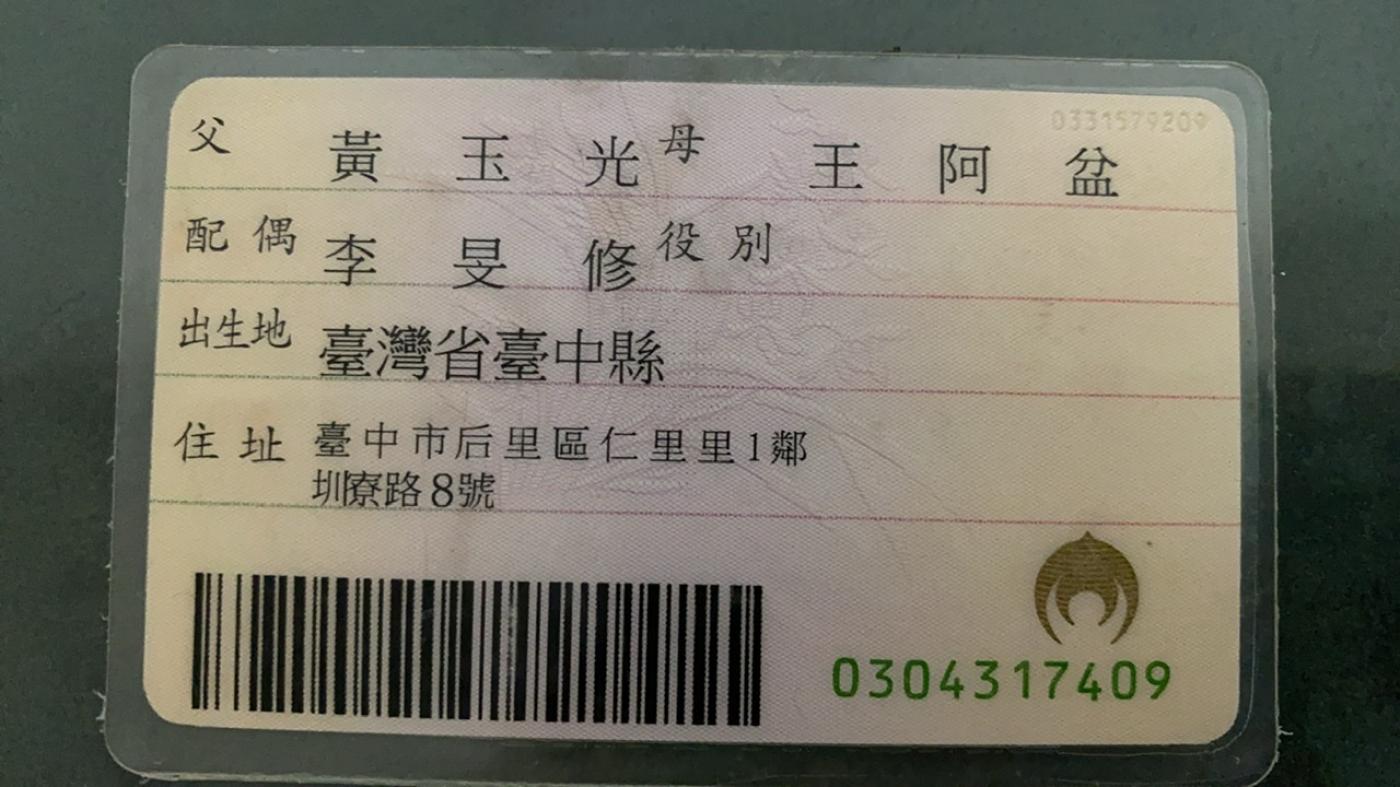 0331579209
父 黃玉光 母 王阿盆
配偶 李旻修 役別
出生地 臺灣省臺中縣
住址 臺中市后里區仁里里1鄰
圳寮路8號
0304317409